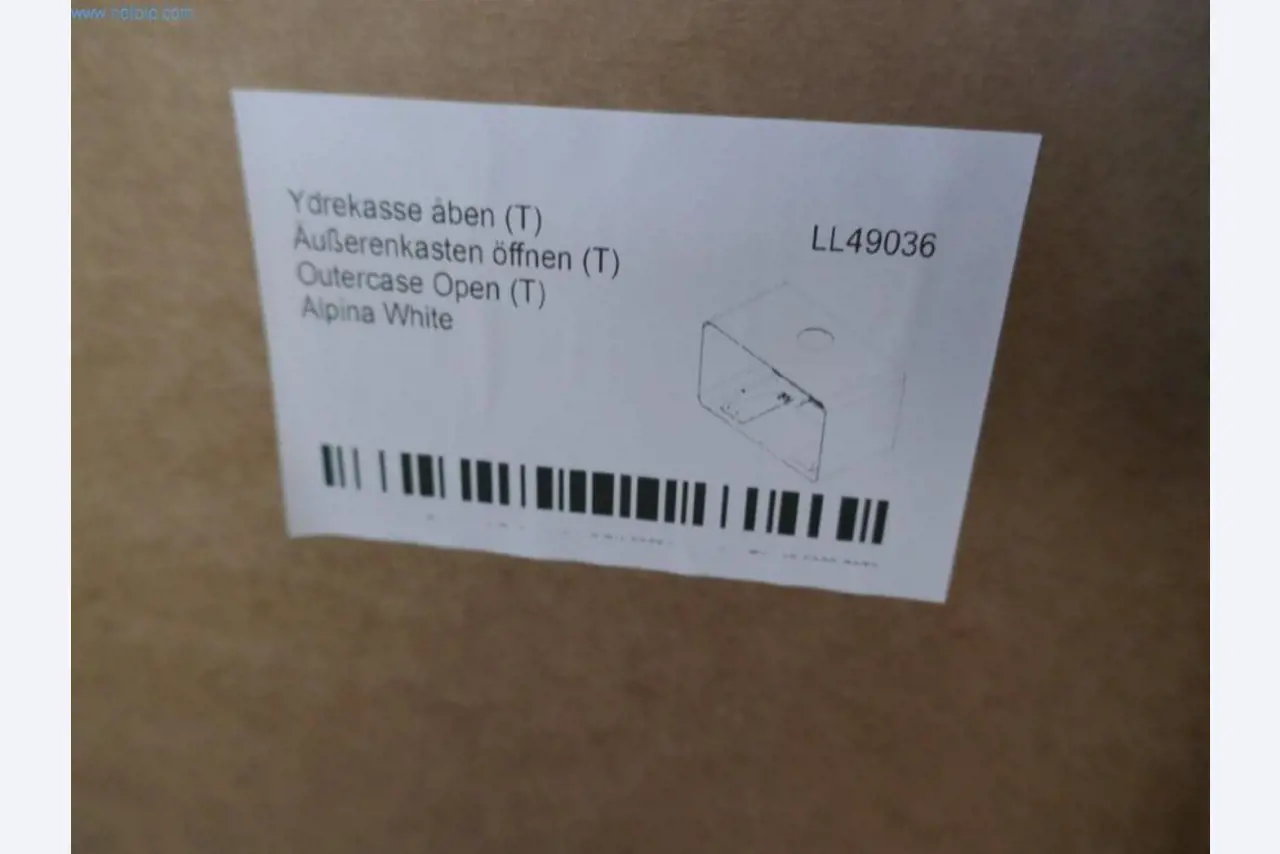 Ydrekasse åben (T)
Äußerenkasten öffnen (T)
Outercase Open (T)
Alpina White
LL49036